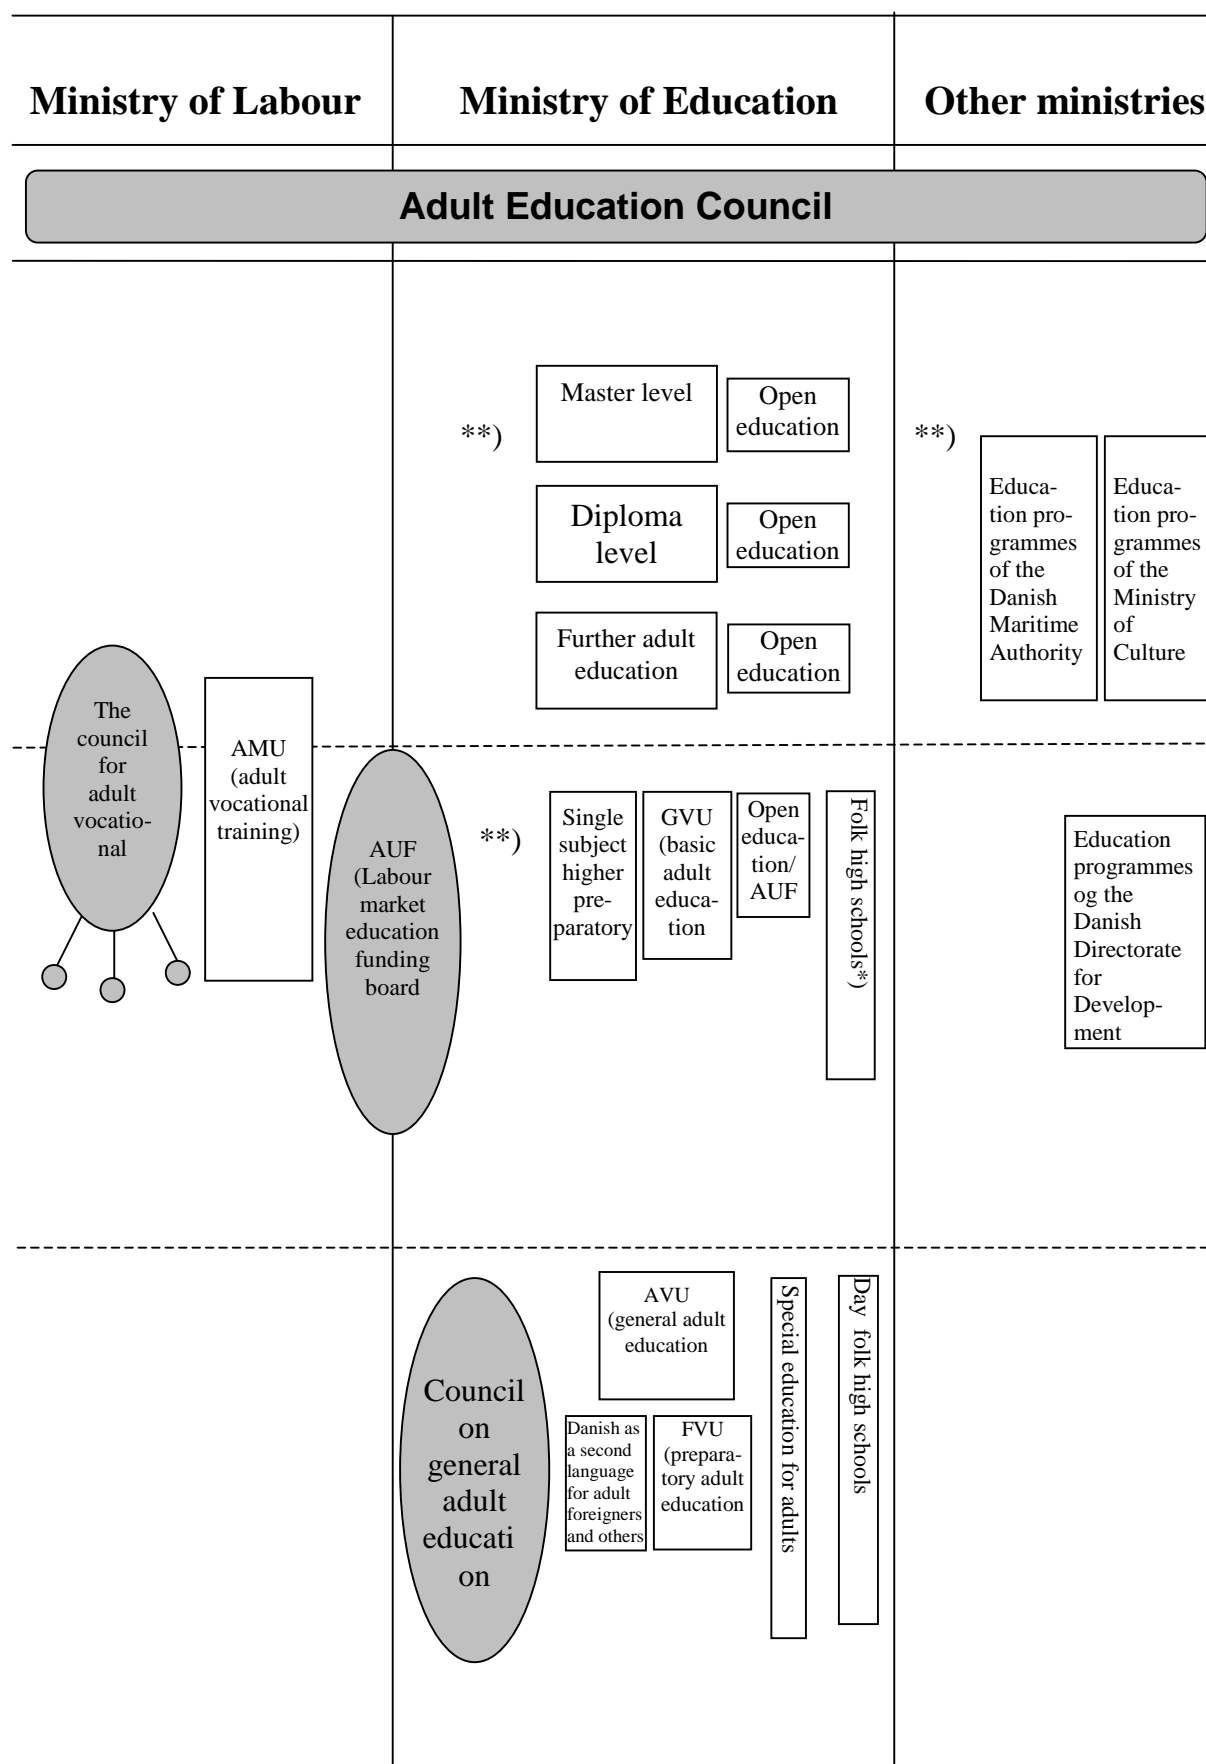 Ministry of Labour
Ministry of Education
Other ministries
Adult Education Council
**)
Master level
Open
education
Diploma
level
Open
education
Further adult
education
Open
education
**)
Educa-
tion pro-
grammes
of the
Danish
Maritime
Authority
Educa-
tion pro-
grammes
of the
Ministry
of
Culture
The
council
for
adult
vocatio-
nal
AMU
(adult
vocational
training)
AUF
(Labour
market
education
funding
board
**)
Single
subject
higher
pre-
paratory
GVU
(basic
adult
educa-
tion
Open
educa-
tion/
AUF
Folk high schools*)
Education
programmes
og the
Danish
Directorate
for
Develop-
ment
Council
on
general
adult
educati
on
AVU
(general adult
education
Danish as
a second
language
for adult
foreigners
and others
FVU
(prepara-
tory adult
education
Special education for adults
Day folk high schools